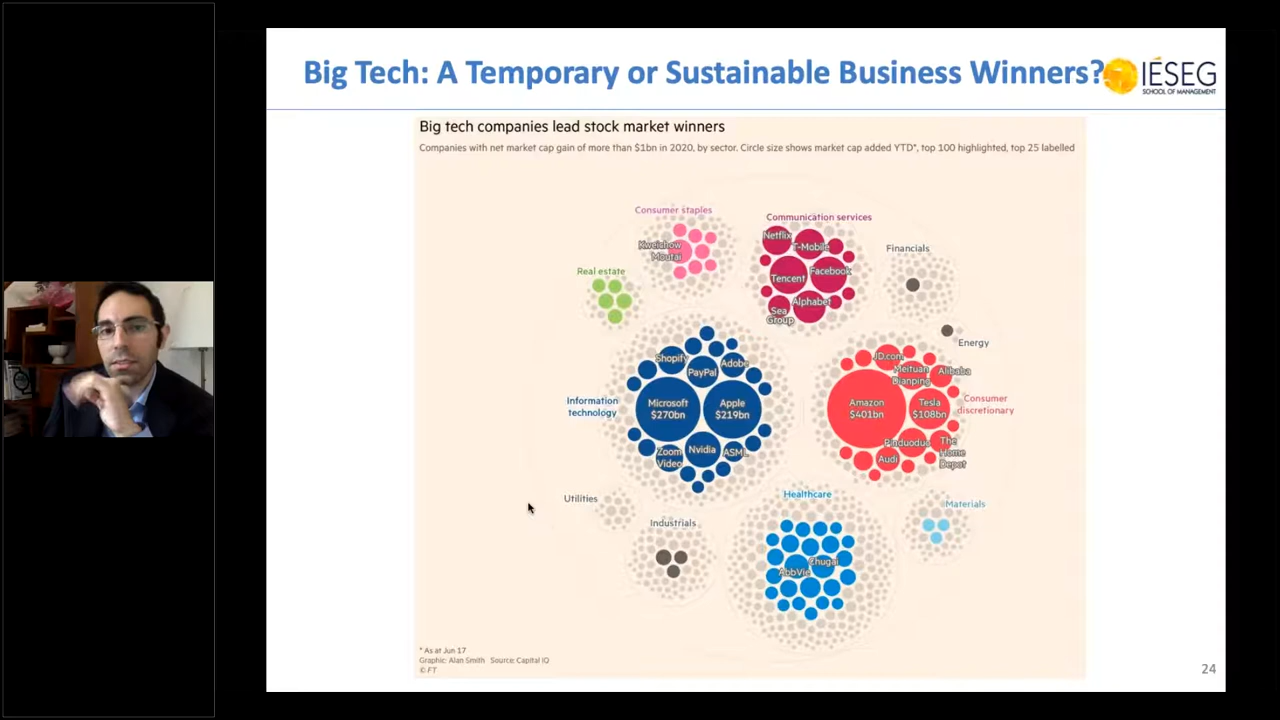 Big Tech: A Temporary or Sustainable Business Winners?
IÉSEG
SCHOOL OF MANAGEMENT
Big tech companies lead stock market winners
Companies with net market cap gain of more than $1bn in 2020, by sector. Circle size shows market cap added YTD*, top 100 highlighted, top 25 labelled
Consumer staples
Kweichow
Moutai
Communication services
Netflix
T-Mobile
Tencent
Facebook
Alphabet
Sea
Group
Financials
Real estate
Energy
Information
technology
Shopify
PayPal
Adobe
Microsoft
$270bn
Apple
$219bn
Zoom
Video
Nvidia
ASML
JD.com
Meituan
Dianping
Alibaba
Amazon
$401bn
Tesla
$108bn
Consumer
discretionary
Pinduoduo
The
Home
Depot
Audi
Utilities
Industrials
Healthcare
Chugai
AbbVie
Materials
* As at Jun 17
Graphic: Alan Smith Source: Capital IQ
© FT
24